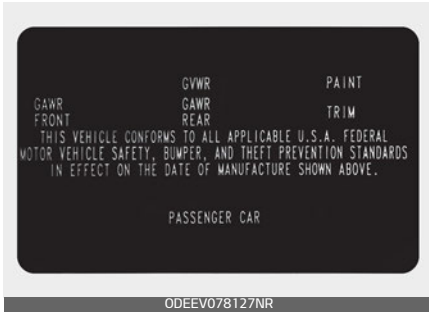 GVWR PAINT
GAWR FRONT GAWR REAR TRIM
THIS VEHICLE CONFORMS TO ALL APPLICABLE U.S.A. FEDERAL
MOTOR VEHICLE SAFETY, BUMPER, AND THEFT PREVENTION STANDARDS
IN EFFECT ON THE DATE OF MANUFACTURE SHOWN ABOVE.
PASSENGER CAR
ODEEV078127NR